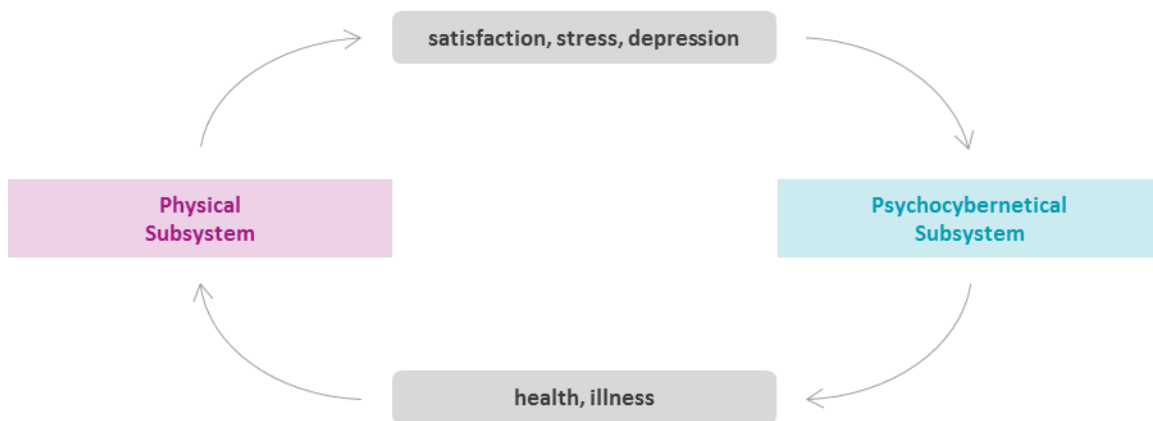 satisfaction, stress, depression
Physical
Subsystem
Psychocybernetical
Subsystem
health, illness